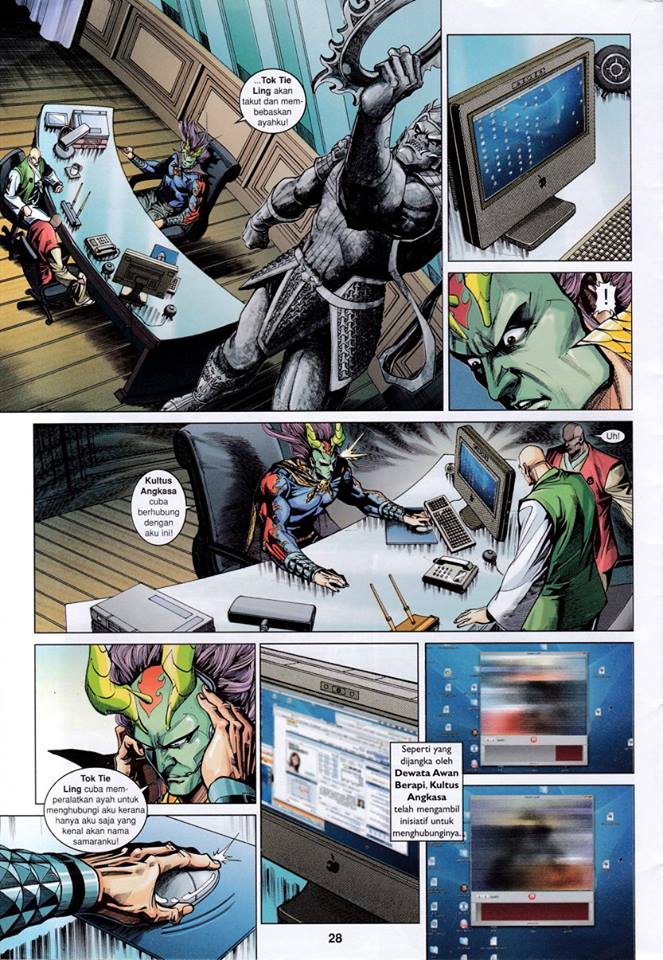 ...Tok Tie
Ling akan
takut dan mem-
bebaskan
ayahku!
!
Kultus
Angkasa
cuba
berhubung
dengan
aku ini!
Uh!
Tok Tie
Ling cuba mem-
peralatkan ayah untuk
menghubungi aku kerana
hanya aku saja yang
kenal akan nama
samaranku!
Seperti yang
dijangka oleh
Dewata Awan
Berapi, Kultus
Angkasa
telah mengambil
inisiatif untuk
menghubunginya...
28